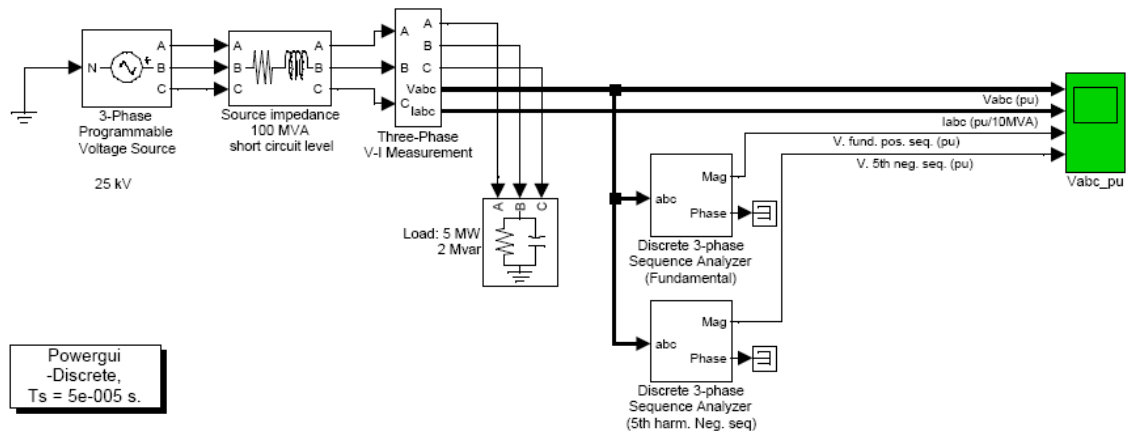 N
A
B
C
3-Phase
Programmable
Voltage Source
25 kV
A
B
C
A
B
C
Source impedance
100 MVA
short circuit level
A
B
C
A
B
C
Vabc
Iabc
Three-Phase
V-I Measurement
Vabc (pu)
Iabc (pu/10MVA)
V. fund. pos. seq. (pu)
V. 5th neg. seq. (pu)
Vabc_pu
A
B
C
Load: 5 MW
2 Mvar
abc
Mag
Phase
Discrete 3-phase
Sequence Analyzer
(Fundamental)
abc
Mag
Phase
Discrete 3-phase
Sequence Analyzer
(5th harm. Neg. seq)
Powergui
-Discrete,
Ts = 5e-005 s.